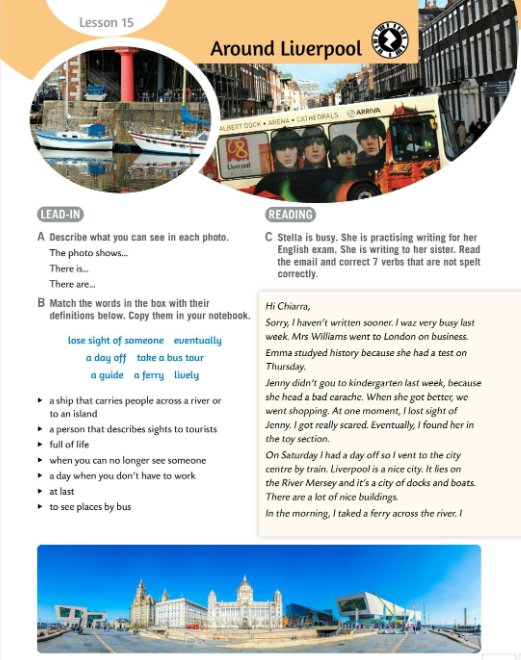 Lesson 15
Around Liverpool
ALBERT DOCK • ARENA • CATHEDRALS
ARRIVA
08
Liverpool
LEAD-IN
A Describe what you can see in each photo.
The photo shows...
There is...
There are...
B Match the words in the box with their
definitions below. Copy them in your notebook.
lose sight of someone eventually
a day off take a bus tour
a guide a ferry lively
▶ a ship that carries people across a river or
to an island
▶ a person that describes sights to tourists
▶ full of life
▶ when you can no longer see someone
▶ a day when you don't have to work
▶ at last
▶ to see places by bus
READING
C Stella is busy. She is practising writing for her
English exam. She is writing to her sister. Read
the email and correct 7 verbs that are not spelt
correctly.
Hi Chiarra,
Sorry, I haven't written sooner. I waz very busy last
week. Mrs Williams went to London on business.
Emma studyed history because she had a test on
Thursday.
Jenny didn't gou to kindergarten last week, because
she head a bad earache. When she got better, we
went shopping. At one moment, I lost sight of
Jenny. I got really scared. Eventually, I found her in
the toy section.
On Saturday I had a day off so I vent to the city
centre by train. Liverpool is a nice city. It lies on
the River Mersey and it's a city of docks and boats.
There are a lot of nice buildings.
In the morning, I taked a ferry across the river. I